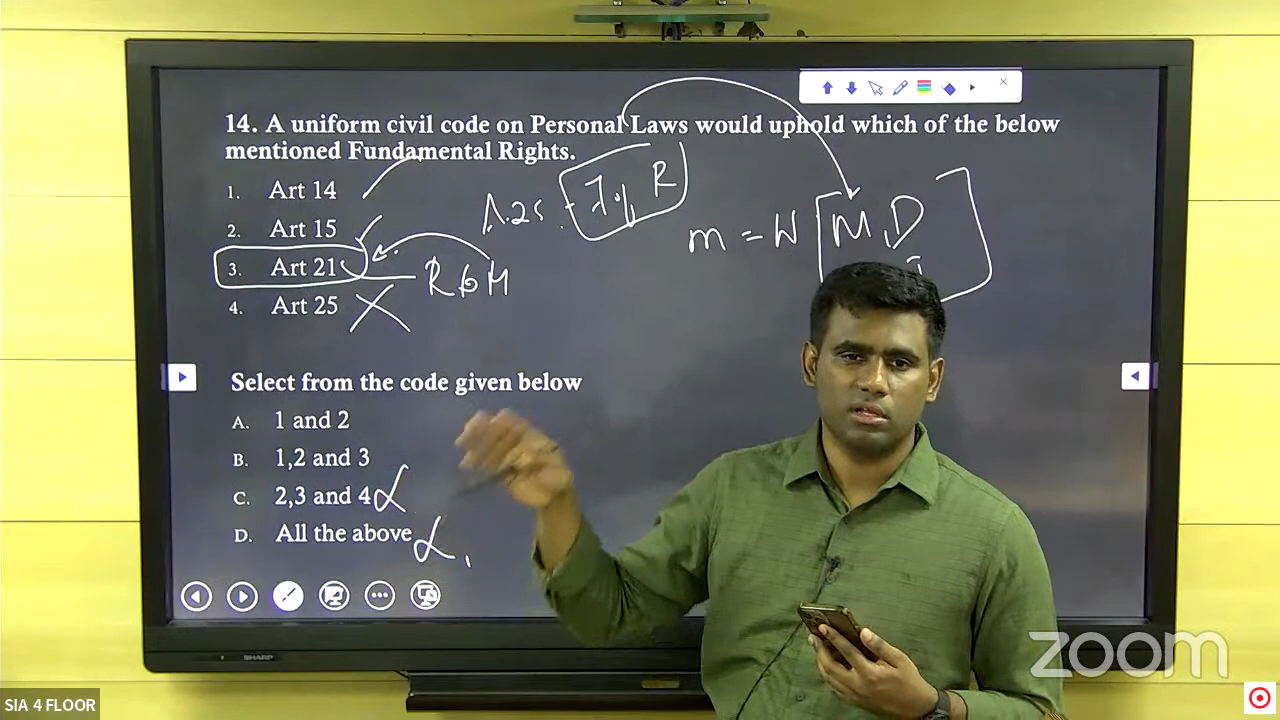 14. A uniform civil code on Personal Laws would uphold which of the below
mentioned Fundamental Rights.
1. Art 14
2. Art 15
3. Art 21
4. Art 25
A.25 - R
m = W [M, D
R to M
Select from the code given below
A. 1 and 2
B. 1,2 and 3
C. 2,3 and 4
D. All the above
SHARP
zoom
SIA 4 FLOOR